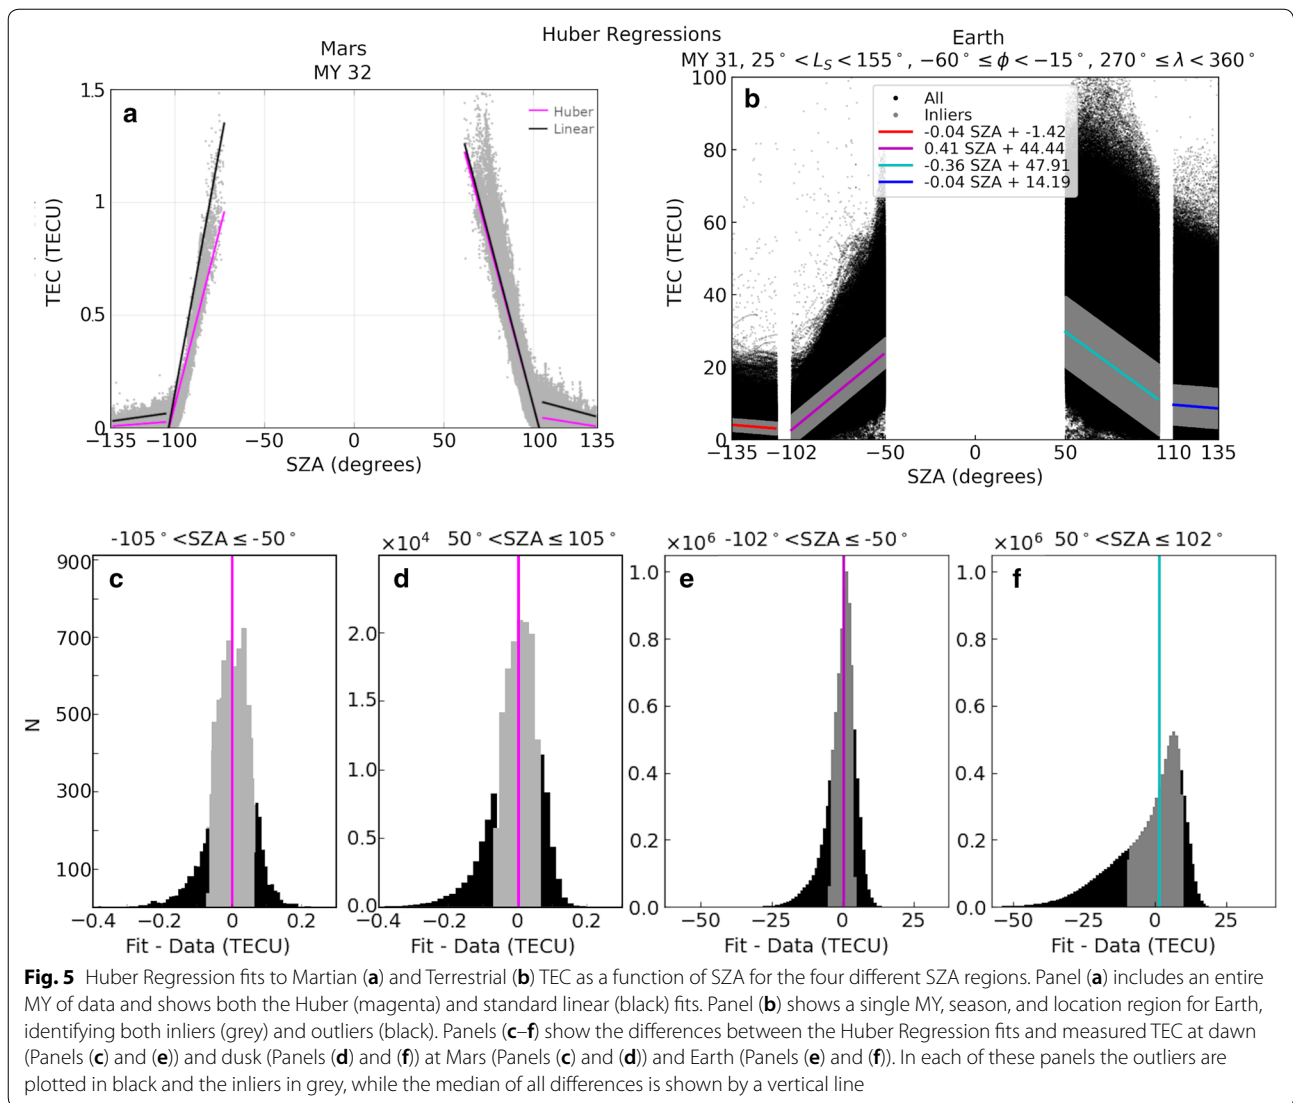 Huber Regressions
Mars
MY 32
Earth
MY 31, 25° < L_S < 155°, −60° ≤ ϕ < −15°, 270° ≤ λ < 360°
a
Huber
Linear
1.5
1
0.5
0
TEC (TECU)
−135 −100 −50 0 50 100 135
SZA (degrees)
b
All
Inliers
-0.04 SZA + -1.42
0.41 SZA + 44.44
-0.36 SZA + 47.91
-0.04 SZA + 14.19
100
80
60
40
20
0
TEC (TECU)
−135 −102 −50 0 50 110 135
SZA (degrees)
-105°<SZA≤-50°
c
900
700
500
300
100
N
−0.4 −0.2 0 0.2
Fit - Data (TECU)
×10⁴ 50°<SZA≤105°
d
2.0
1.5
1.0
0.5
0.0
−0.2 0 0.2
Fit - Data (TECU)
×10⁶ -102°<SZA≤-50°
e
1.0
0.8
0.6
0.4
0.2
0.0
−50 −25 0 25
Fit - Data (TECU)
×10⁶ 50°<SZA≤102°
f
1.0
0.8
0.6
0.4
0.2
0.0
−50 −25 0 25
Fit - Data (TECU)
Fig. 5 Huber Regression fits to Martian (a) and Terrestrial (b) TEC as a function of SZA for the four different SZA regions. Panel (a) includes an entire
MY of data and shows both the Huber (magenta) and standard linear (black) fits. Panel (b) shows a single MY, season, and location region for Earth,
identifying both inliers (grey) and outliers (black). Panels (c–f) show the differences between the Huber Regression fits and measured TEC at dawn
(Panels (c) and (e)) and dusk (Panels (d) and (f)) at Mars (Panels (c) and (d)) and Earth (Panels (e) and (f)). In each of these panels the outliers are
plotted in black and the inliers in grey, while the median of all differences is shown by a vertical line